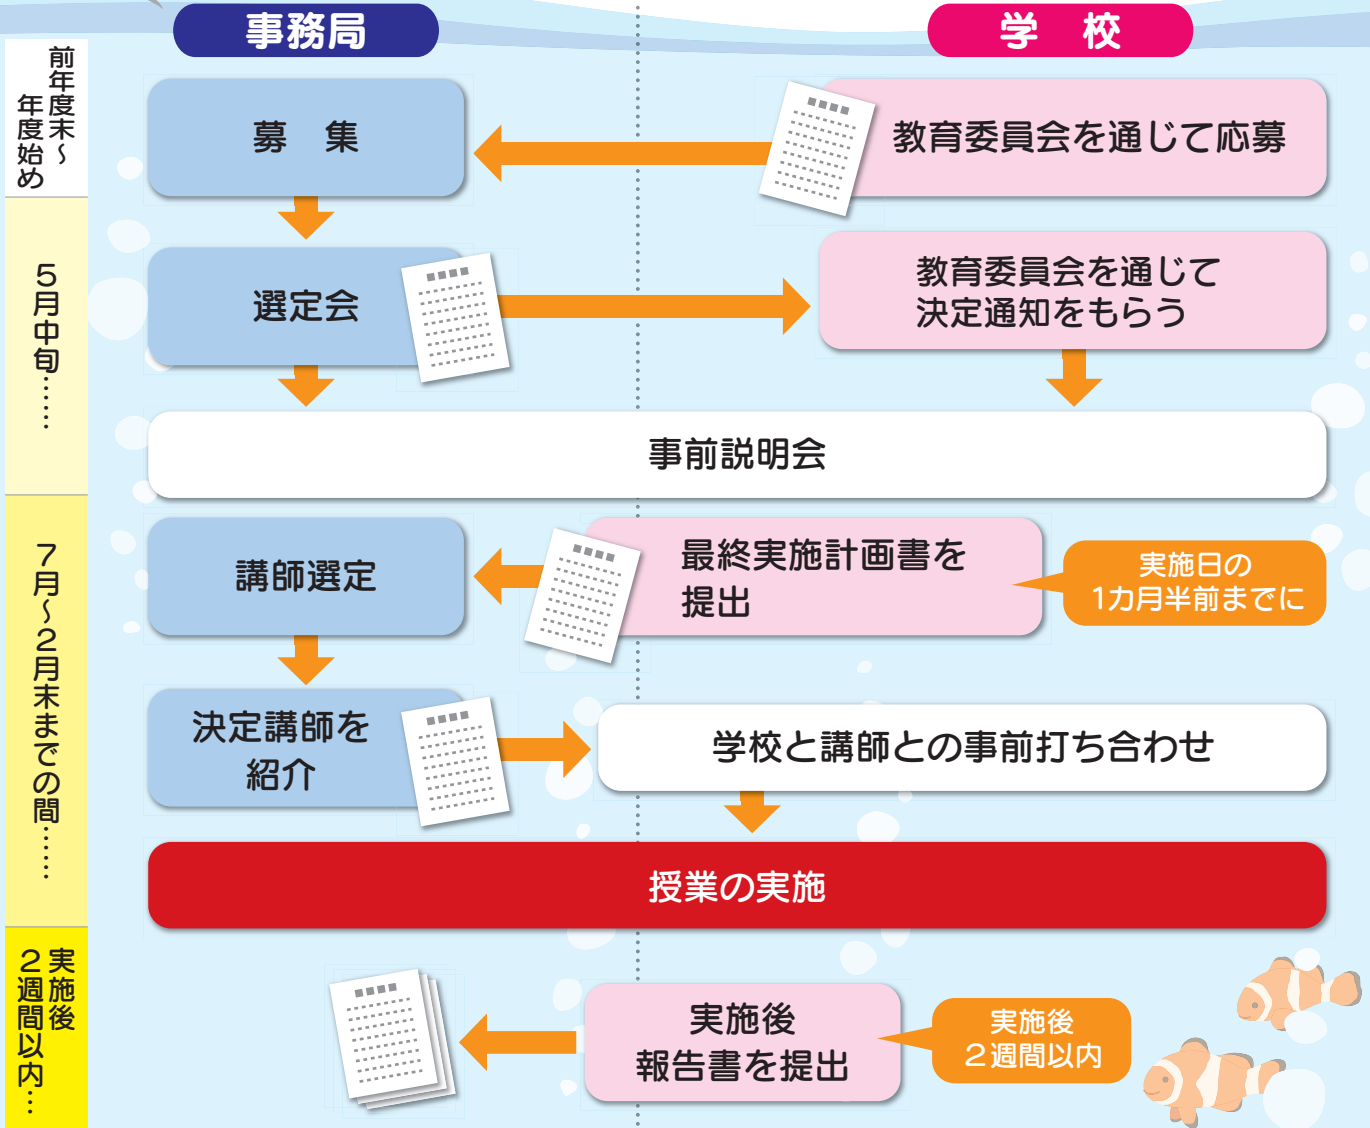 事務局
学 校
前年度末～
年度始め
募 集
教育委員会を通じて応募
5月中旬……
選定会
教育委員会を通じて
決定通知をもらう
事前説明会
7月～2月末までの間……
講師選定
最終実施計画書を
提出
実施日の
1カ月半前までに
決定講師を
紹介
学校と講師との事前打ち合わせ
授業の実施
実施後
2週間以内…
実施後
報告書を提出
実施後
2週間以内